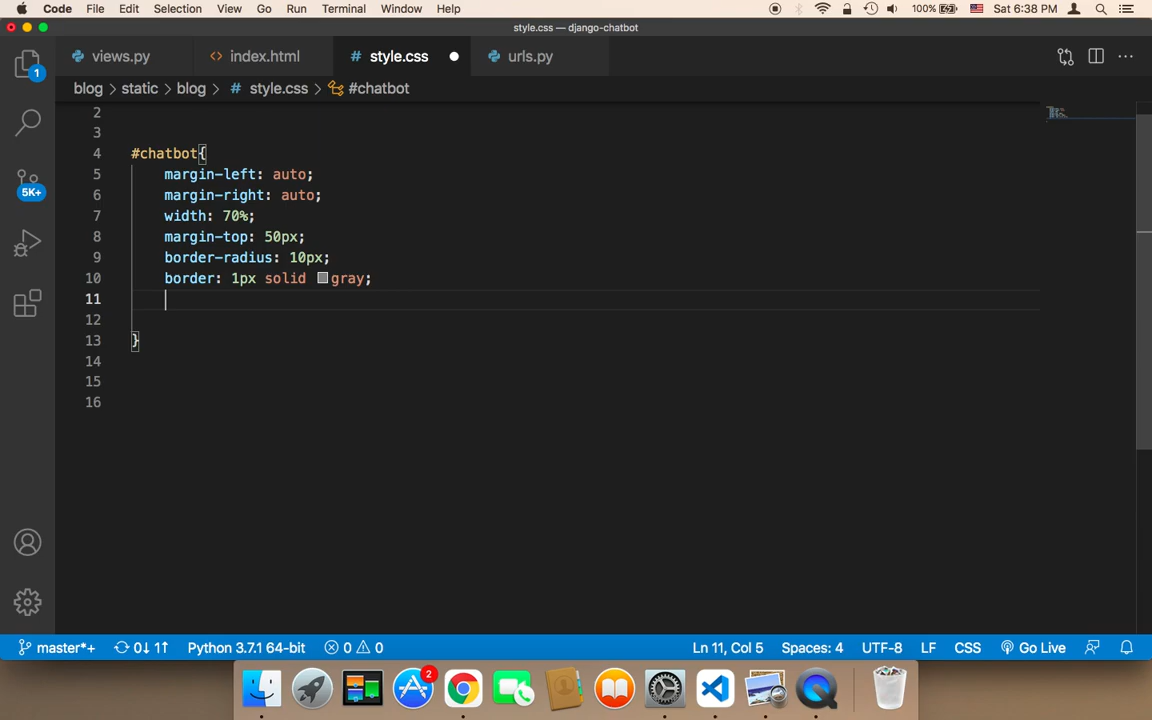 Code File Edit Selection View Go Run Terminal Window Help 100% Sat 6:38 PM
style.css — django-chatbot
1 views.py <> index.html # style.css urls.py
blog > static > blog > # style.css > #chatbot
2
3
4 #chatbot{
5 margin-left: auto;
6 margin-right: auto;
7 width: 70%;
8 margin-top: 50px;
9 border-radius: 10px;
10 border: 1px solid gray;
11
12
13 }
14
15
16
5K+
master*+ 0↓ 1↑ Python 3.7.1 64-bit 0 0 Ln 11, Col 5 Spaces: 4 UTF-8 LF CSS Go Live
2